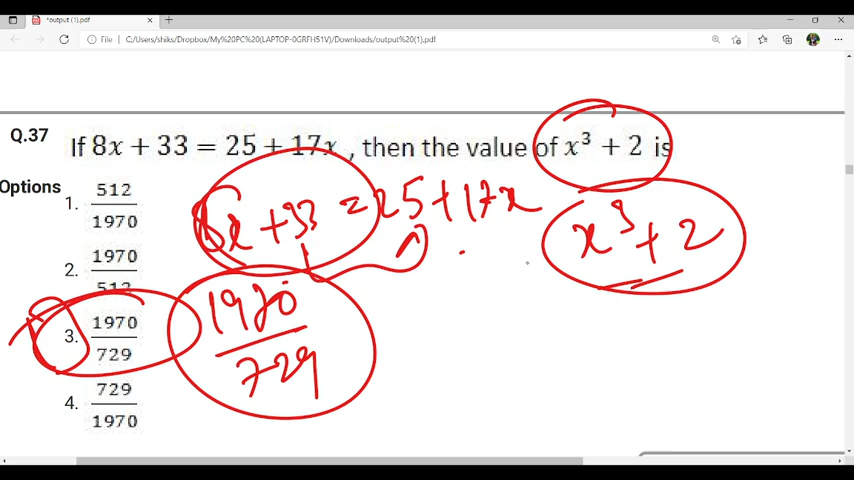 *output (1).pdf
File | C:/Users/shiks/Dropbox/My%20PC%20(LAPTOP-0GRFH51V)/Downloads/output%20(1).pdf
Q.37 If 8x + 33 = 25 + 17x , then the value of x³ + 2 is
Options 1. 512/1970
8x + 33 = 25 + 17x
x³ + 2
2. 1970/512
3. 1970/729
1970/729
4. 729/1970